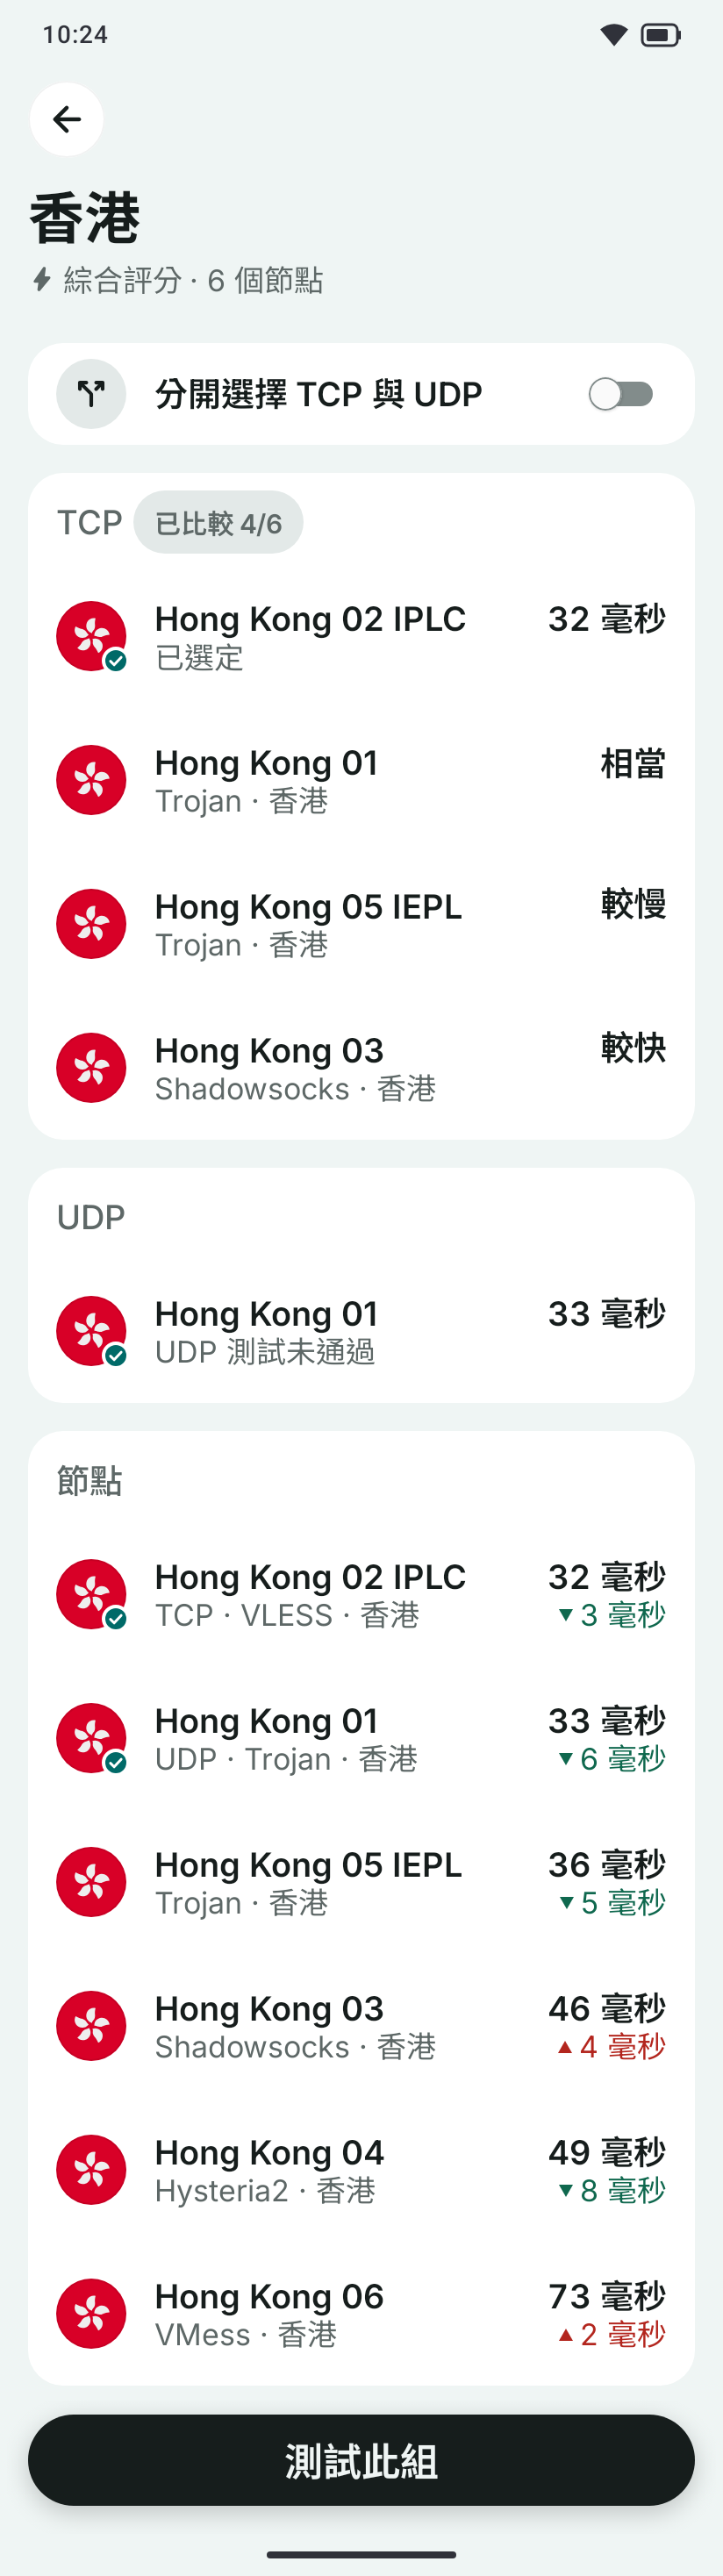 10:24
香港
綜合評分 · 6 個節點
分開選擇 TCP 與 UDP
TCP 已比較 4/6
Hong Kong 02 IPLC 32 毫秒
已選定
Hong Kong 01 相當
Trojan · 香港
Hong Kong 05 IEPL 較慢
Trojan · 香港
Hong Kong 03 較快
Shadowsocks · 香港
UDP
Hong Kong 01 33 毫秒
UDP 測試未通過
節點
Hong Kong 02 IPLC 32 毫秒
TCP · VLESS · 香港 ▼3 毫秒
Hong Kong 01 33 毫秒
UDP · Trojan · 香港 ▼6 毫秒
Hong Kong 05 IEPL 36 毫秒
Trojan · 香港 ▼5 毫秒
Hong Kong 03 46 毫秒
Shadowsocks · 香港 ▲4 毫秒
Hong Kong 04 49 毫秒
Hysteria2 · 香港 ▼8 毫秒
Hong Kong 06 73 毫秒
VMess · 香港 ▲2 毫秒
測試此組